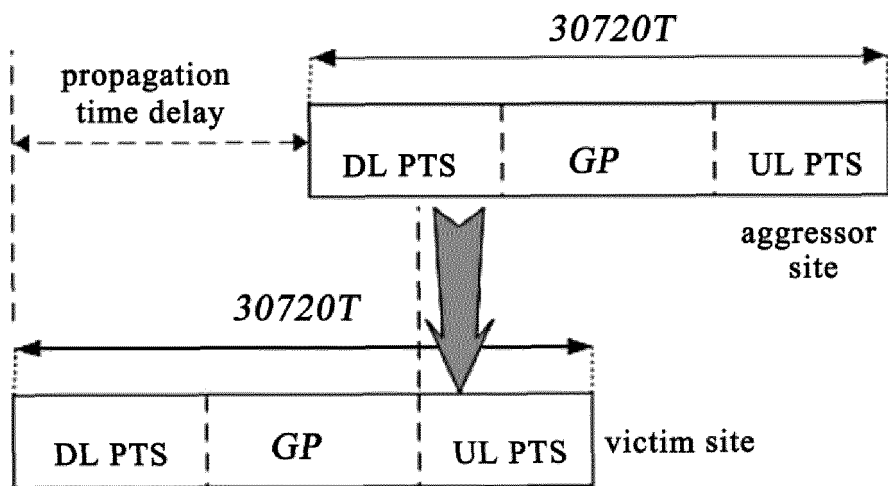 30720T
propagation
time delay
DL PTS
GP
UL PTS
aggressor
site
30720T
DL PTS
GP
UL PTS
victim site